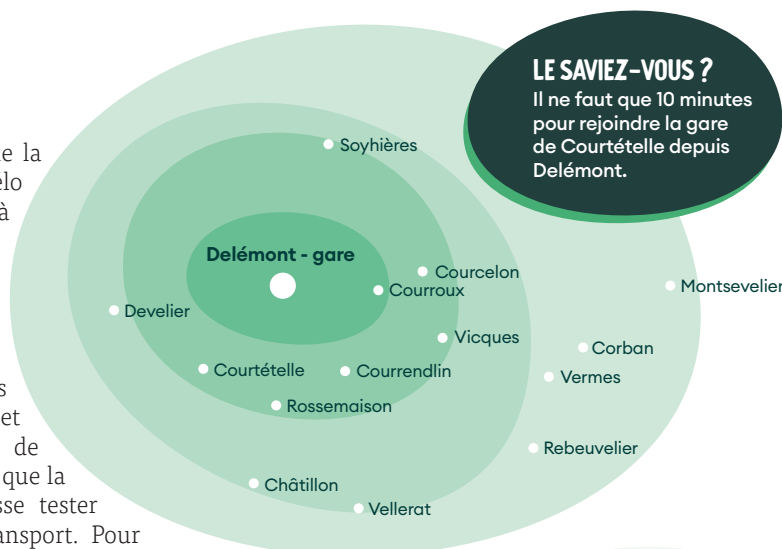 LE SAVIEZ-VOUS ?
Il ne faut que 10 minutes
pour rejoindre la gare
de Courtételle depuis
Delémont.
e la
élo
à
Soyhières
Delémont - gare
Courcelon
Courroux
Montsevelier
Develier
Vicques
Corban
Courtételle
Courrendlin
Vermes
s
Rossemaison
et
de
Rebeuvelier
que la
Châtillon
sse tester
Vellerat
ansport. Pour